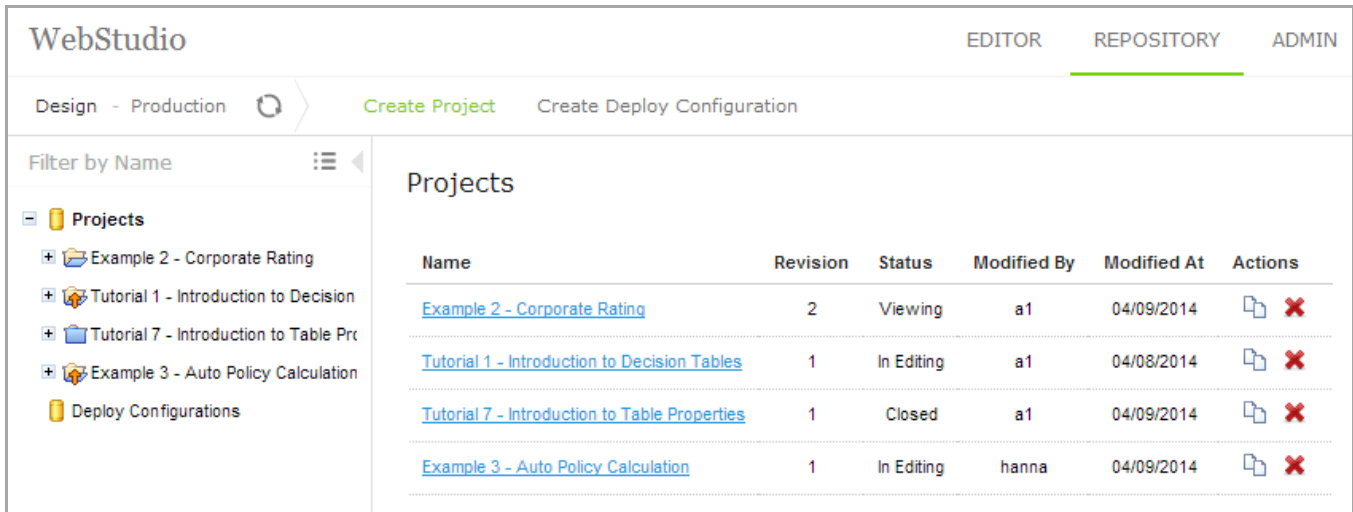 WebStudio EDITOR REPOSITORY ADMIN
Design - Production Create Project Create Deploy Configuration
Filter by Name
Projects
Projects
Example 2 - Corporate Rating
Tutorial 1 - Introduction to Decision
Tutorial 7 - Introduction to Table Pro
Example 3 - Auto Policy Calculation
Deploy Configurations
Name Revision Status Modified By Modified At Actions
Example 2 - Corporate Rating 2 Viewing a1 04/09/2014
Tutorial 1 - Introduction to Decision Tables 1 In Editing a1 04/08/2014
Tutorial 7 - Introduction to Table Properties 1 Closed a1 04/09/2014
Example 3 - Auto Policy Calculation 1 In Editing hanna 04/09/2014